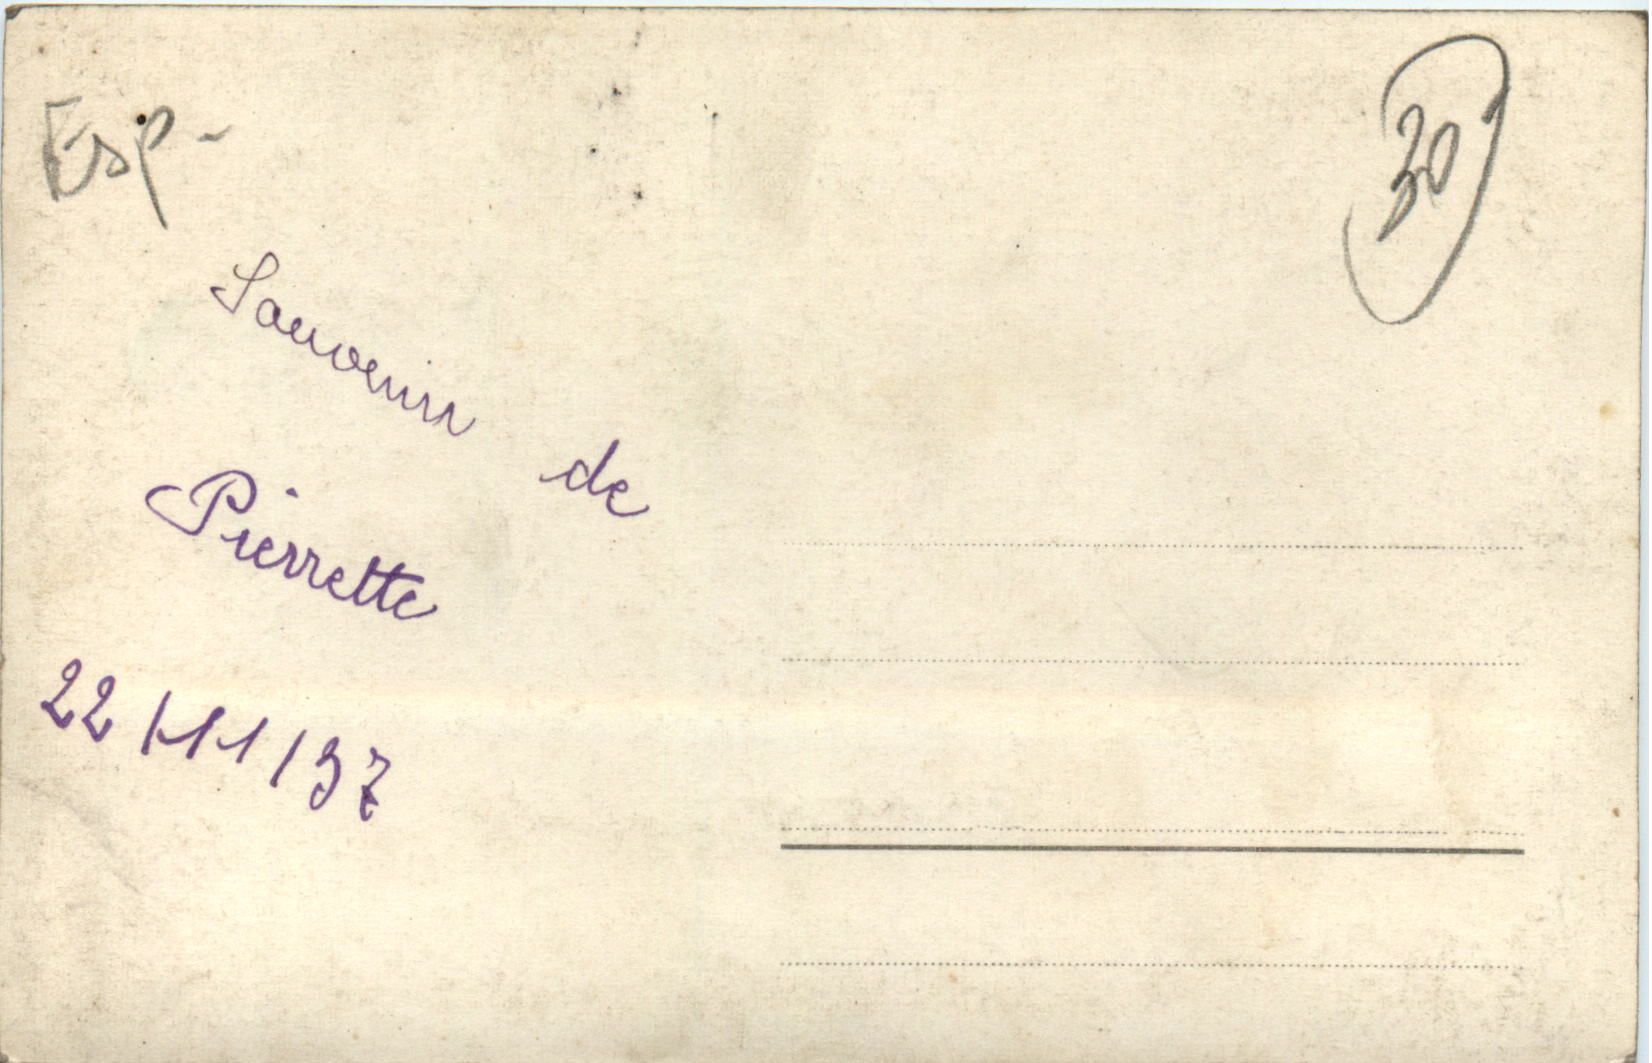 Esp-
30
Souvenir de
Pierrette
22/11/37